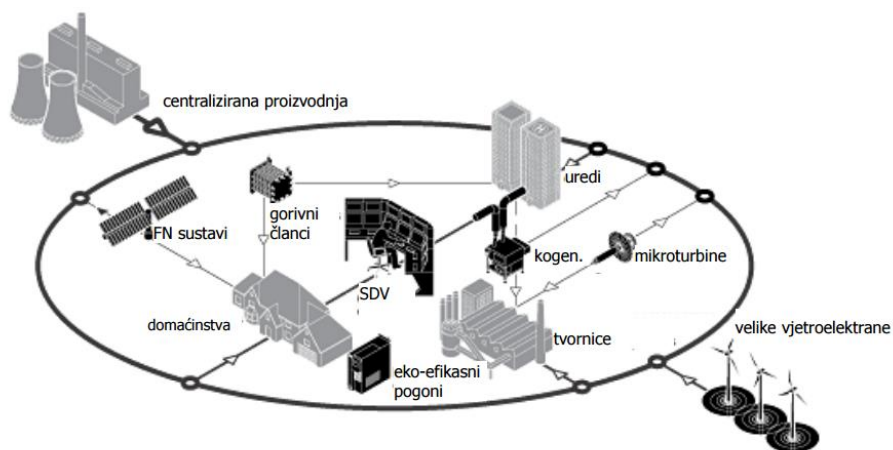 centralizirana proizvodnja
uredi
FN sustavi
gorivni
članci
kogen.
mikroturbine
SDV
domaćinstva
tvornice
velike vjetroelektrane
eko-efikasni
pogoni